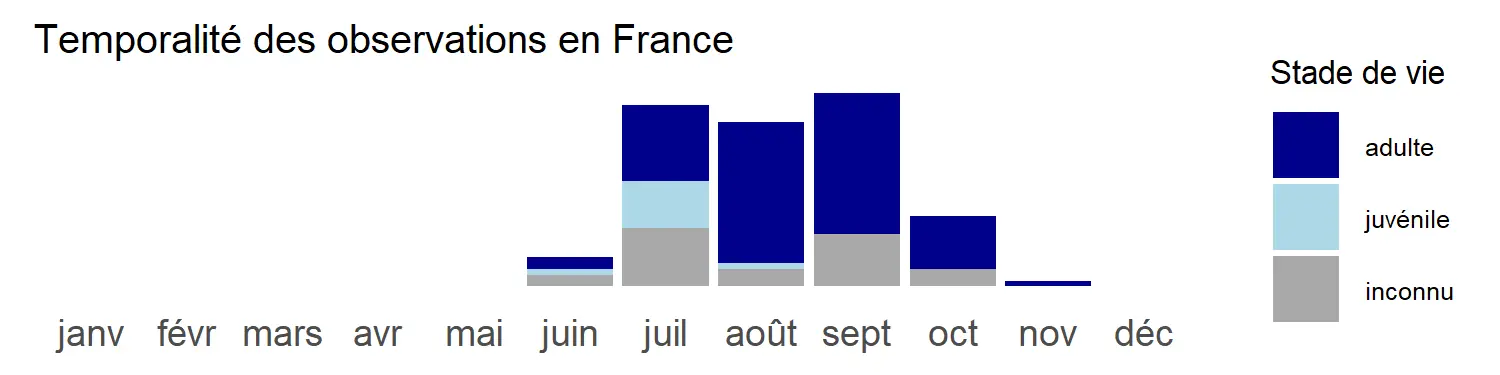 Temporalité des observations en France
Stade de vie
adulte
juvénile
inconnu
janv févr mars avr mai juin juil août sept oct nov déc